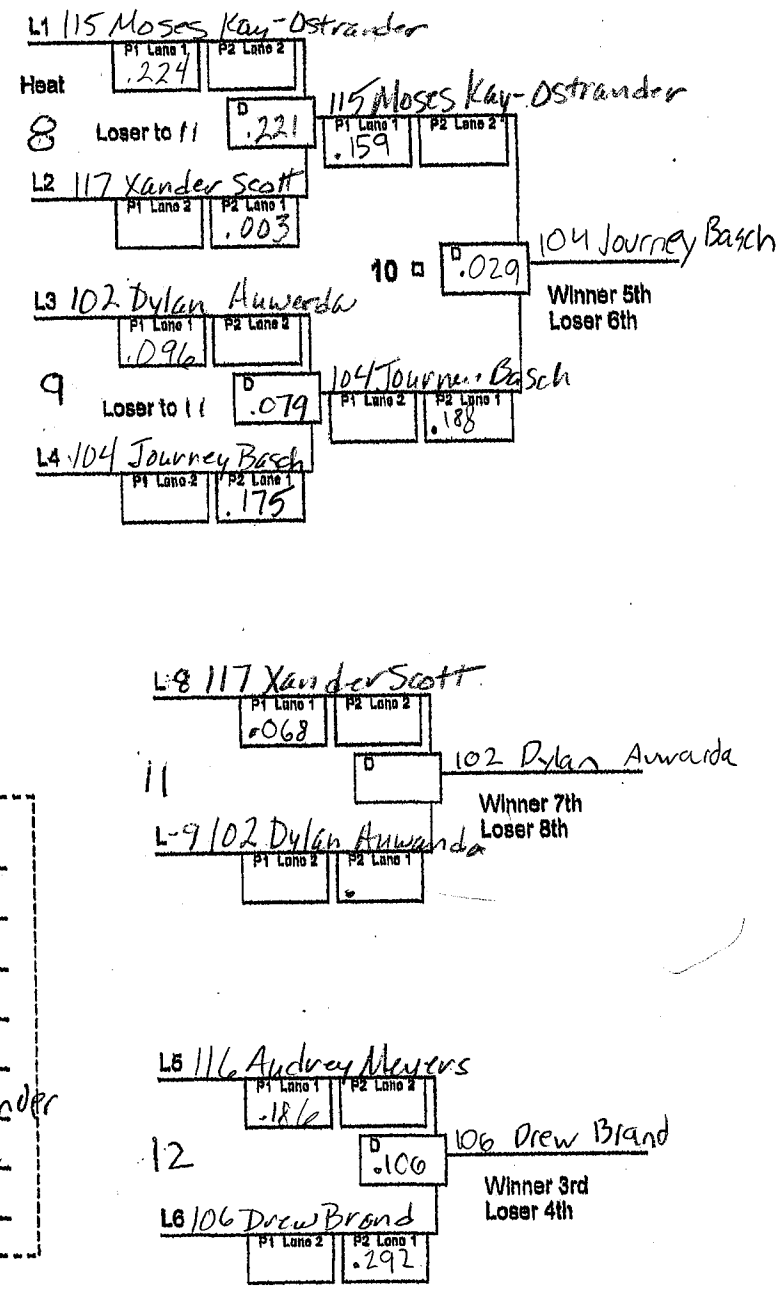 L1 115 Moses Kay-Ostrander
P1 Lane 1 P2 Lane 2
.224
Heat
8 Loser to 11
D .221
115 Moses Kay-Ostrander
P1 Lane 1 P2 Lane 2
.159
L2 117 Xander Scott
P1 Lane 2 P2 Lane 1
.003
10
D .029
104 Journey Basch
Winner 5th
Loser 6th
L3 102 Dylan Auwerda
P1 Lane 1 P2 Lane 2
.096
9 Loser to 11
D .079
104 Basch
P1 Lane 2 P2 Lane 1
.188
L4 104 Journey Basch
P1 Lane 2 P2 Lane 1
.175
L-8 117 Xander Scott
P1 Lane 1 P2 Lane 2
.068
11
D
102 Dylan Auwarda
Winner 7th
Loser 8th
L-9 102 Dylan Auwanda
P1 Lane 2 P2 Lane 1
.
nder
L5 116 Audrey Meyers
P1 Lane 1 P2 Lane 2
.186
12
D .106
106 Drew Brand
Winner 3rd
Loser 4th
L6 106 Drew Brand
P1 Lane 2 P2 Lane 1
.292